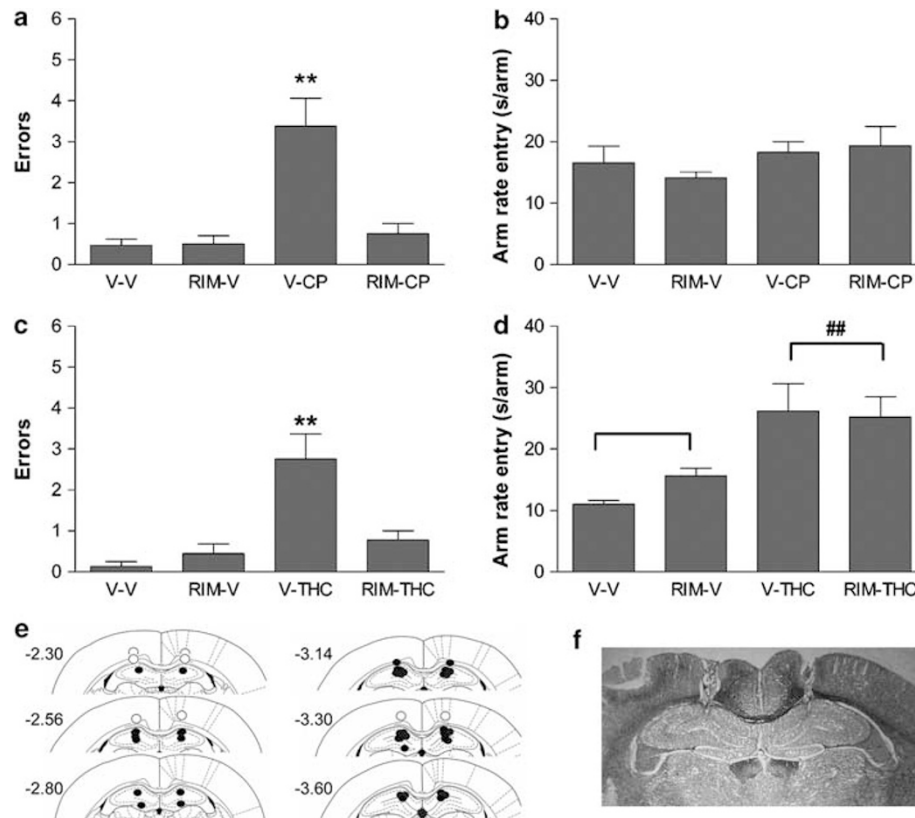 a
6
5
4
3
2
1
0
Errors
**
V-V RIM-V V-CP RIM-CP
b
40
30
20
10
0
Arm rate entry (s/arm)
V-V RIM-V V-CP RIM-CP
c
6
5
4
3
2
1
0
Errors
**
V-V RIM-V V-THC RIM-THC
d
40
30
20
10
0
Arm rate entry (s/arm)
##
V-V RIM-V V-THC RIM-THC
e
-2.30
-2.56
-2.80
-3.14
-3.30
-3.60
f